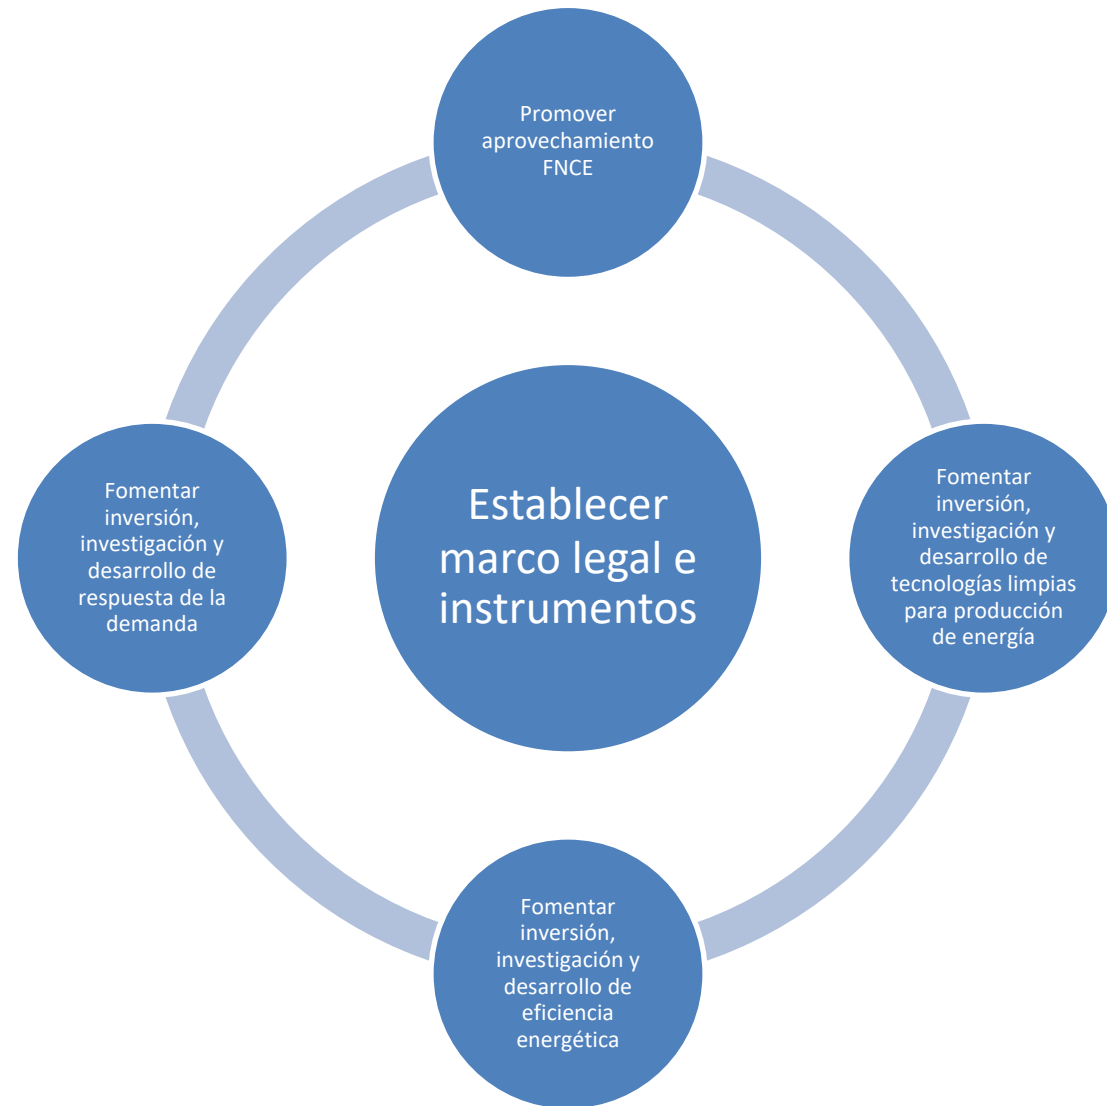 Promover
aprovechamiento
FNCE
Fomentar
inversión,
investigación y
desarrollo de
respuesta de la
demanda
Establecer
marco legal e
instrumentos
Fomentar
inversión,
investigación y
desarrollo de
tecnologías limpias
para producción
de energía
Fomentar
inversión,
investigación y
desarrollo de
eficiencia
energética